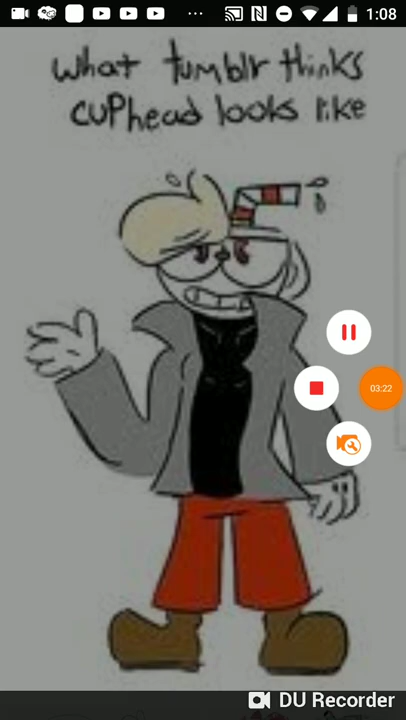 1:08
what tumblr thinks
cuphead looks like
03:22
DU Recorder